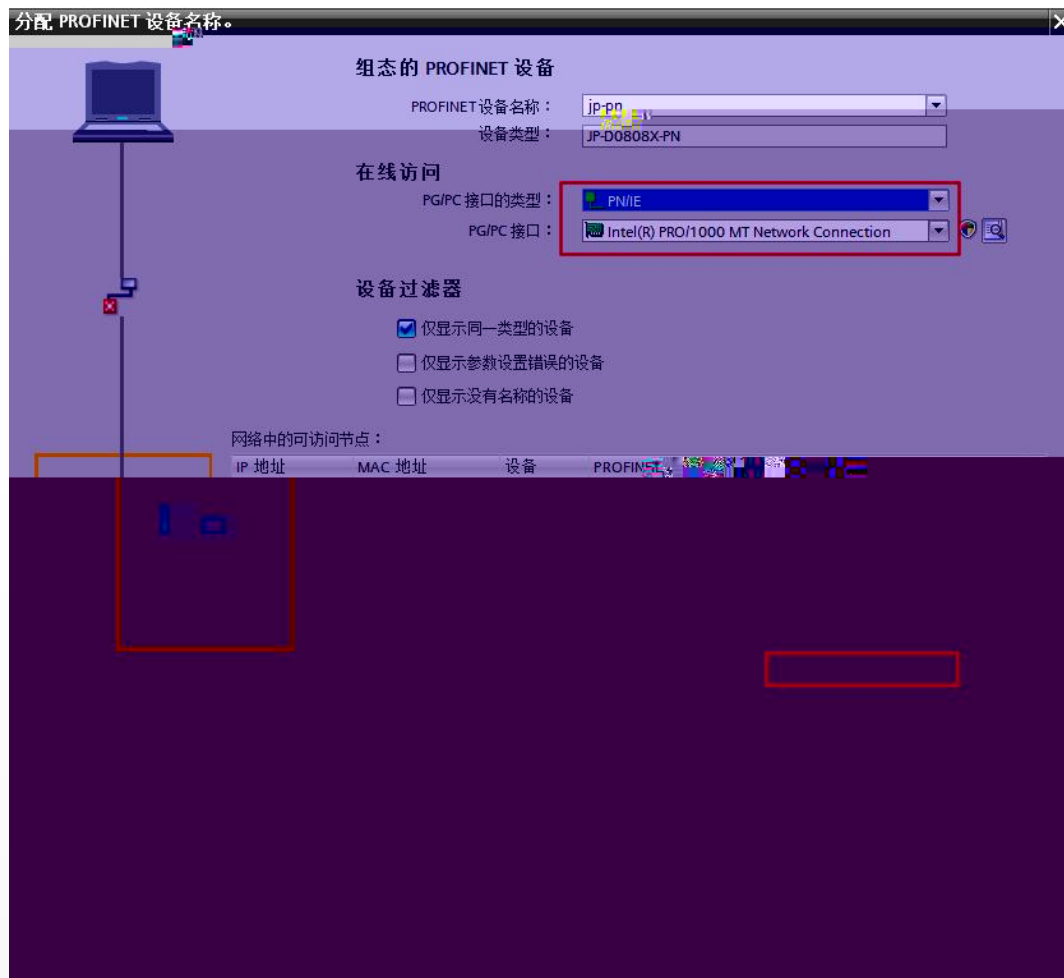 分配 PROFINET 设备名称。
组态的 PROFINET 设备
PROFINET设备名称： jp-pn
设备类型： JP-D0808X-PN
在线访问
PG/PC 接口的类型： PN/IE
PG/PC 接口： Intel(R) PRO/1000 MT Network Connection
设备过滤器
仅显示同一类型的设备
仅显示参数设置错误的设备
仅显示没有名称的设备
网络中的可访问节点：
IP 地址 MAC 地址 设备